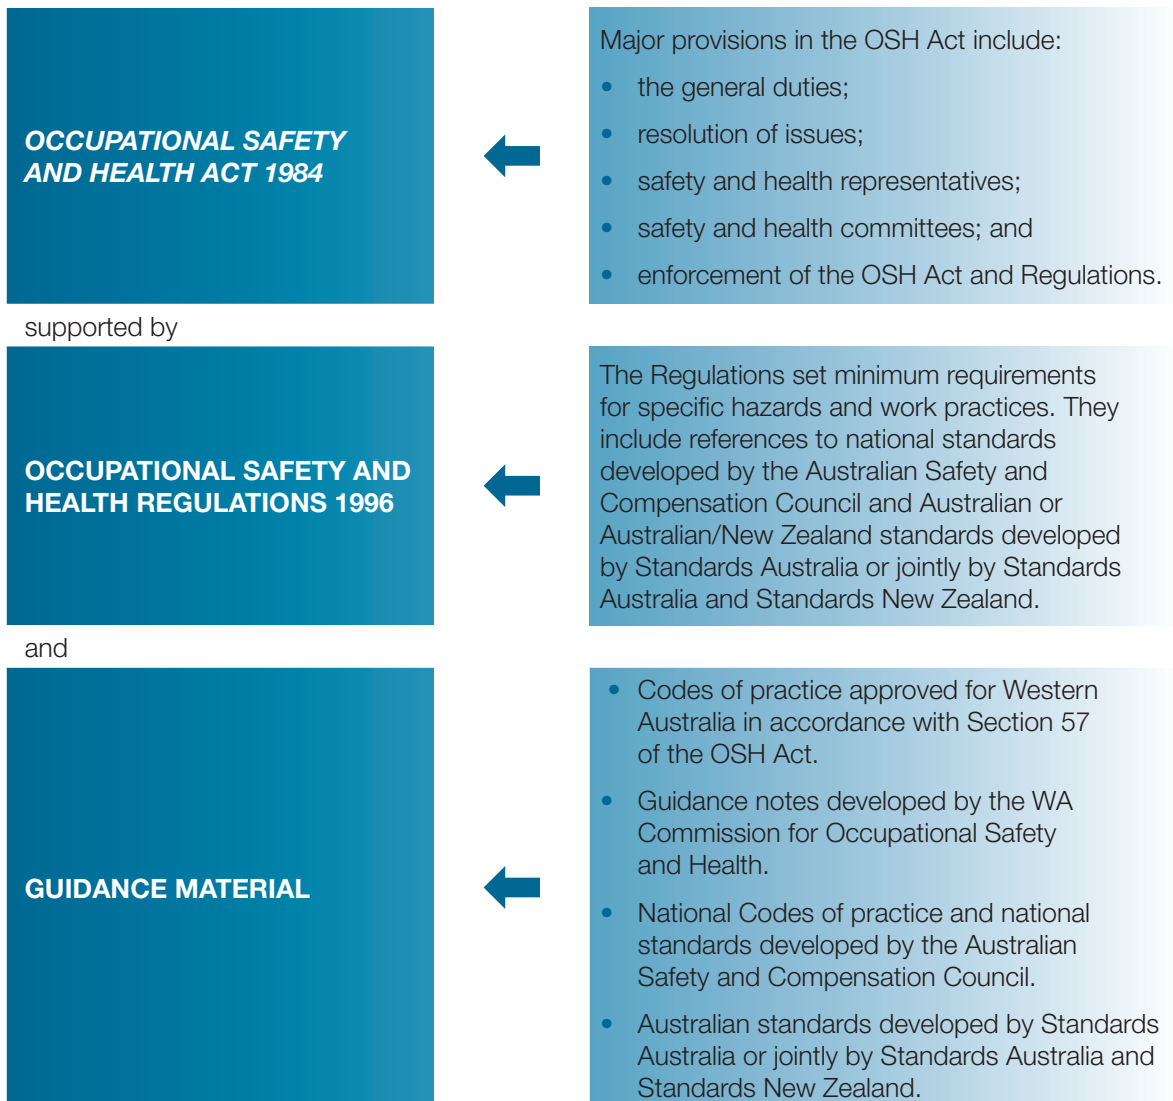 OCCUPATIONAL SAFETY
AND HEALTH ACT 1984
Major provisions in the OSH Act include:
• the general duties;
• resolution of issues;
• safety and health representatives;
• safety and health committees; and
• enforcement of the OSH Act and Regulations.
supported by
OCCUPATIONAL SAFETY AND
HEALTH REGULATIONS 1996
The Regulations set minimum requirements
for specific hazards and work practices. They
include references to national standards
developed by the Australian Safety and
Compensation Council and Australian or
Australian/New Zealand standards developed
by Standards Australia or jointly by Standards
Australia and Standards New Zealand.
and
GUIDANCE MATERIAL
• Codes of practice approved for Western
Australia in accordance with Section 57
of the OSH Act.
• Guidance notes developed by the WA
Commission for Occupational Safety
and Health.
• National Codes of practice and national
standards developed by the Australian
Safety and Compensation Council.
• Australian standards developed by Standards
Australia or jointly by Standards Australia and
Standards New Zealand.